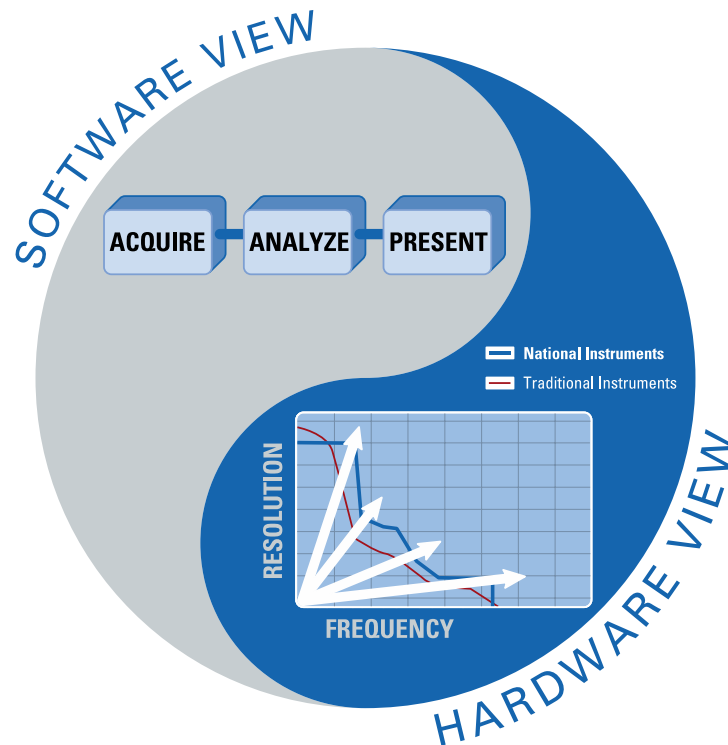 SOFTWARE VIEW
ACQUIRE
ANALYZE
PRESENT
National Instruments
Traditional Instruments
RESOLUTION
FREQUENCY
HARDWARE VIEW